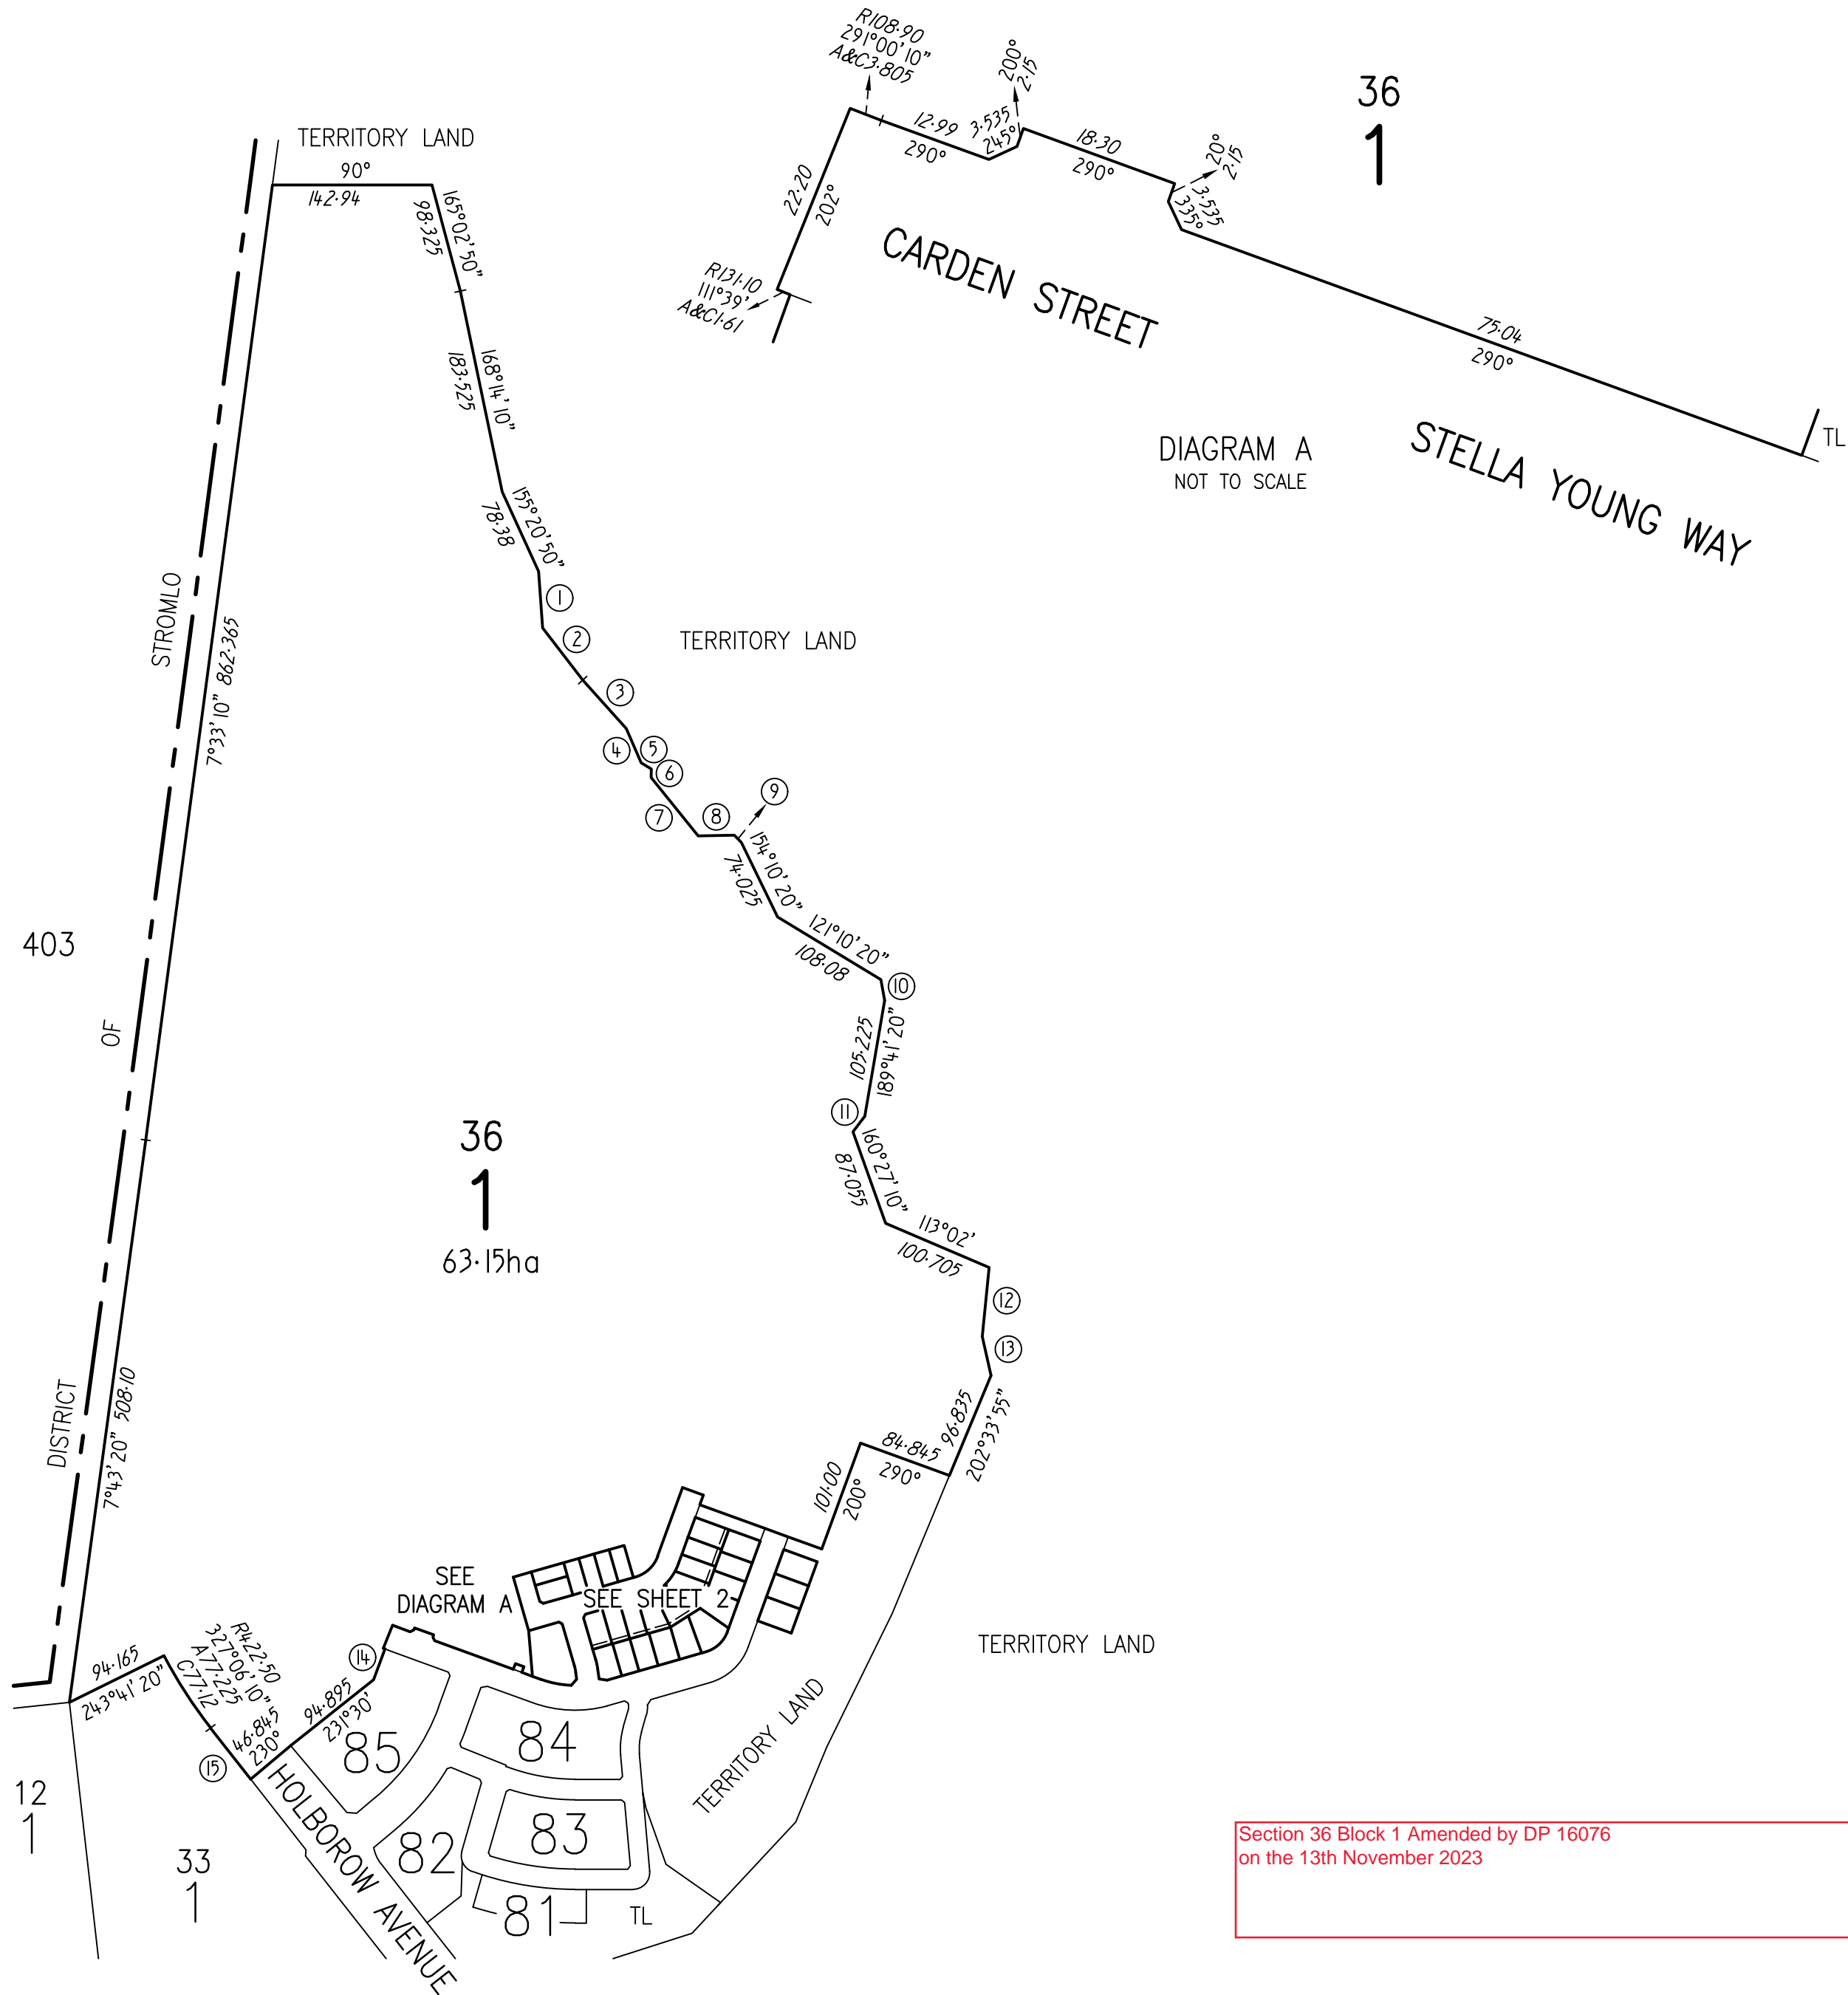 R108·90
291°00'10"
A&C3·805
200°
2·15
36
1
TERRITORY LAND
90°
142·94
12·99
290°
3·535
245°
18·30
290°
20°
2·15
3·535
335°
165°02'50"
98·325
22·20
202°
CARDEN STREET
R131·10
111°39'
A&C1·61
75·04
290°
TL
168°14'10"
183·525
DIAGRAM A
NOT TO SCALE
STELLA YOUNG WAY
155°20'50"
78·38
STROMLO
1
2
TERRITORY LAND
7°33'10" 862·365
3
4
5
6
7
8
9
154°10'20"
74·025
121°10'20"
108·08
403
10
OF
105·225
189°41'20"
11
36
1
63·15ha
160°27'10"
87·055
113°02'
100·705
12
13
DISTRICT
7°43'20" 508·10
96·835
202°33'55"
84·845
290°
101·00
200°
SEE
DIAGRAM A
SEE SHEET 2
TERRITORY LAND
94·165
243°41'20"
R422·50
327°06'10"
A77·225
C77·12
14
94·895
231°30'
46·845
230°
15
85
84
TERRITORY LAND
HOLBOROW AVENUE
12
1
83
82
33
1
81
TL
Section 36 Block 1 Amended by DP 16076
on the 13th November 2023